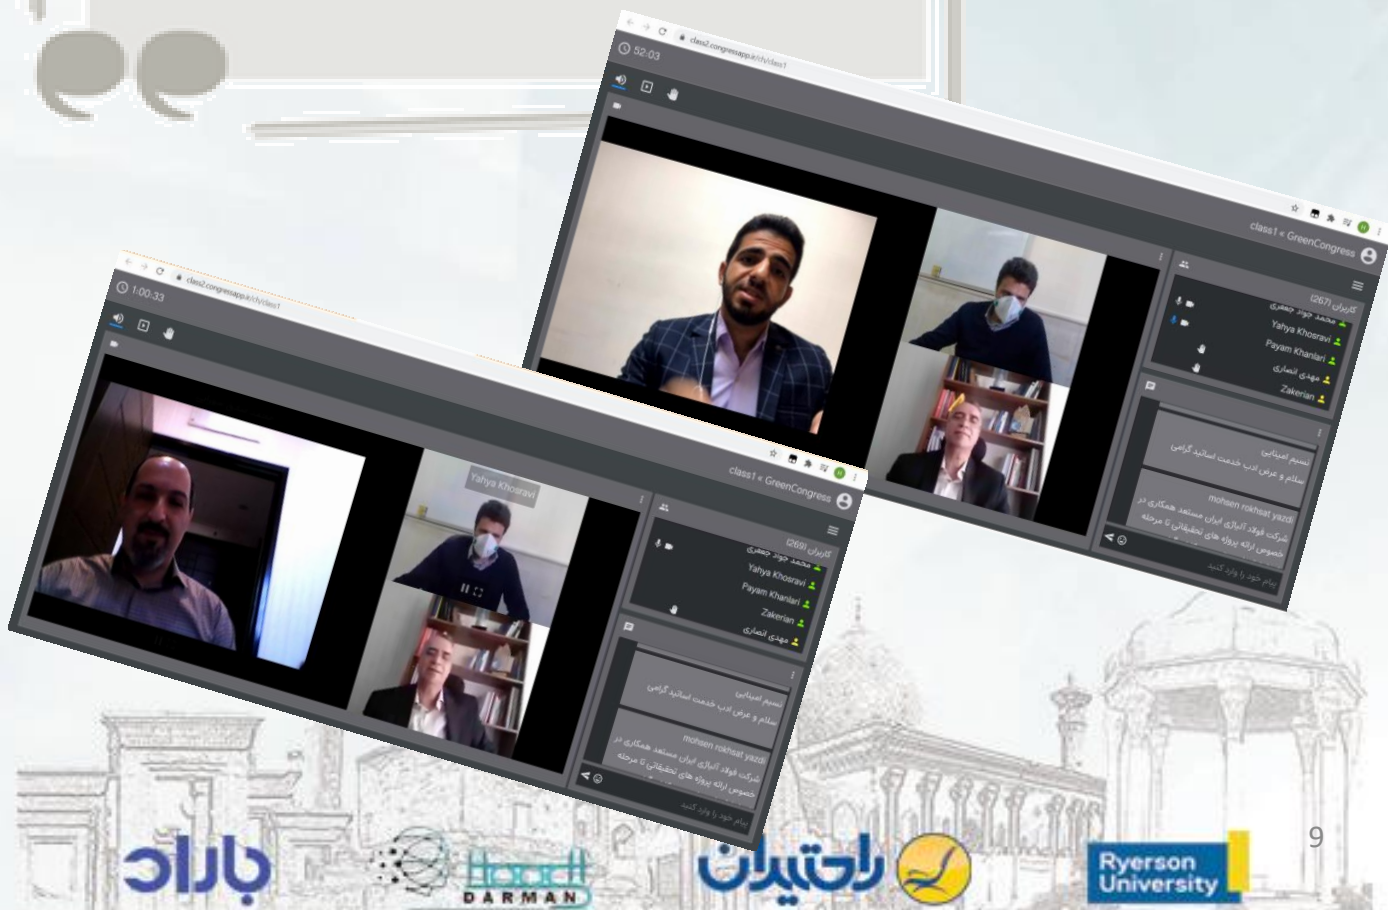 class2.congressapp.ir/ch/class1
52:03
class1 « GreenCongress
کاربران (267)
محمد جواد جعفری
Yahya Khosravi
Payam Khanlari
مهدی انصاری
Zakerian
نسیم امینایی
سلام و عرض ادب خدمت اساتید گرامی
mohsen rokhsat yazdi
شرکت فولاد آلیاژی ایران مستعد همکاری در
خصوص ارائه پروژه های تحقیقاتی تا مرحله
پیام خود را وارد کنید
class2.congressapp.ir/ch/class1
1:00:33
class1 « GreenCongress
Yahya Khosravi
کاربران (269)
محمد جواد جعفری
Yahya Khosravi
Payam Khanlari
Zakerian
مهدی انصاری
نسیم امینایی
سلام و عرض ادب خدمت اساتید گرامی
mohsen rokhsat yazdi
شرکت فولاد آلیاژی ایران مستعد همکاری در
خصوص ارائه پروژه های تحقیقاتی تا مرحله
پیام خود را وارد کنید
باراد
DARMAN
راحتیران
Ryerson
University
9